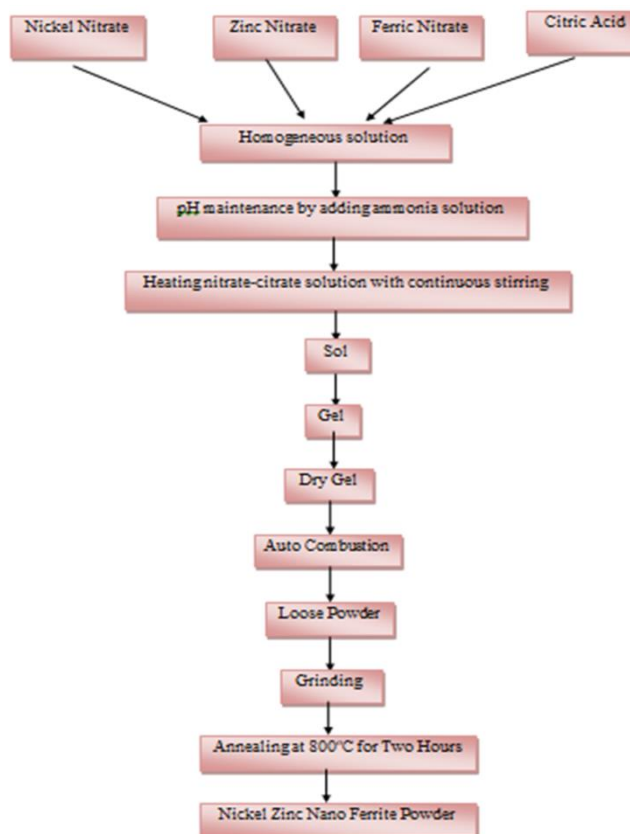 Nickel Nitrate
Zinc Nitrate
Ferric Nitrate
Citric Acid
Homogeneous solution
pH maintenance by adding ammonia solution
Heating nitrate-citrate solution with continuous stirring
Sol
Gel
Dry Gel
Auto Combustion
Loose Powder
Grinding
Annealing at 800°C for Two Hours
Nickel Zinc Nano Ferrite Powder